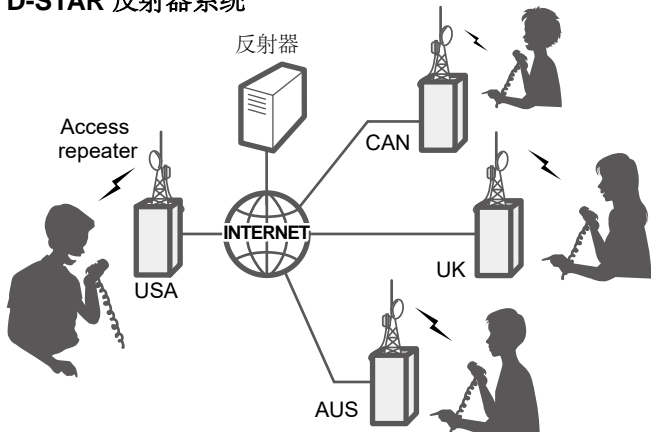 D-STAR 反射器系统
反射器
CAN
Access
repeater
INTERNET
UK
USA
AUS